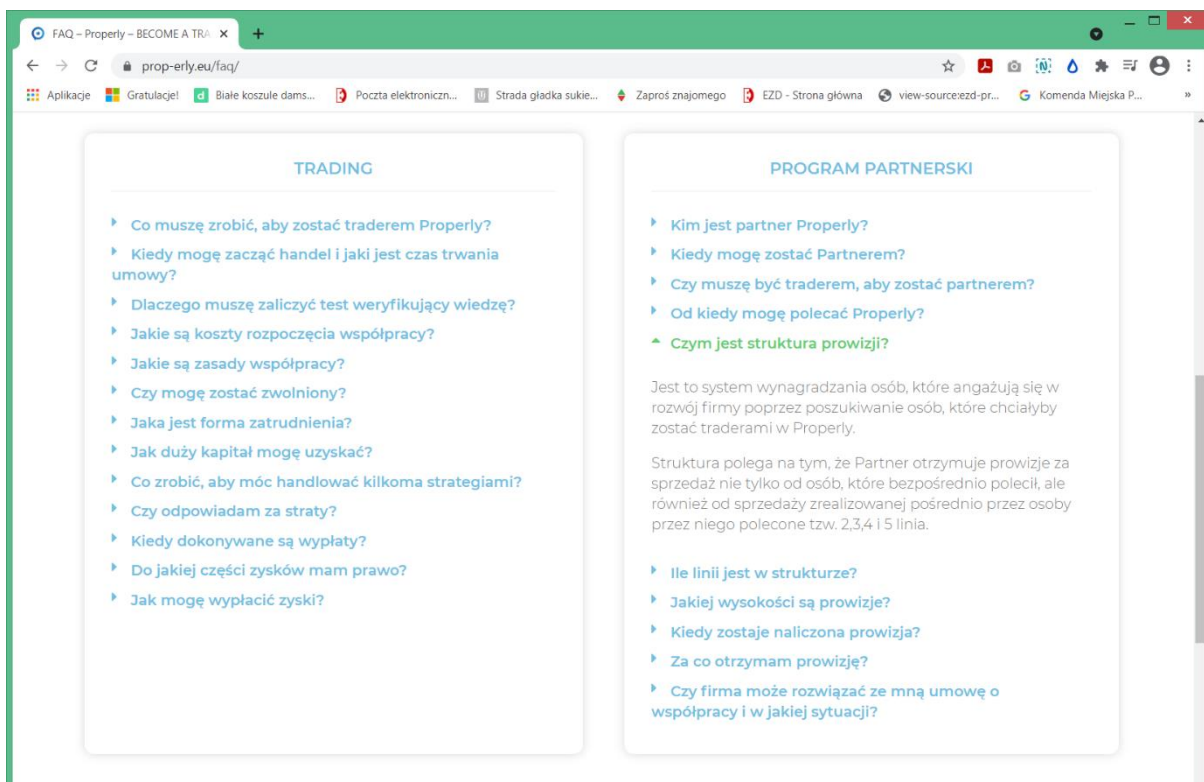 FAQ – Properly – BECOME A TRA
prop-erly.eu/faq/
Aplikacje
Gratulacje!
Białe koszule dams...
Poczta elektroniczn...
Strada gładka sukie...
Zaproś znajomego
EZD - Strona główna
view-source:ezd-pr...
Komenda Miejska P...
»
TRADING
Co muszę zrobić, aby zostać traderem Properly?
Kiedy mogę zacząć handel i jaki jest czas trwania
umowy?
Dlaczego muszę zaliczyć test weryfikujący wiedzę?
Jakie są koszty rozpoczęcia współpracy?
Jakie są zasady współpracy?
Czy mogę zostać zwolniony?
Jaka jest forma zatrudnienia?
Jak duży kapitał mogę uzyskać?
Co zrobić, aby móc handlować kilkoma strategiami?
Czy odpowiadam za straty?
Kiedy dokonywane są wypłaty?
Do jakiej części zysków mam prawo?
Jak mogę wypłacić zyski?
PROGRAM PARTNERSKI
Kim jest partner Properly?
Kiedy mogę zostać Partnerem?
Czy muszę być traderem, aby zostać partnerem?
Od kiedy mogę polecać Properly?
Czym jest struktura prowizji?
Jest to system wynagradzania osób, które angażują się w
rozwój firmy poprzez poszukiwanie osób, które chciałyby
zostać traderami w Properly.
Struktura polega na tym, że Partner otrzymuje prowizje za
sprzedaż nie tylko od osób, które bezpośrednio polecił, ale
również od sprzedaży zrealizowanej pośrednio przez osoby
przez niego polecone tzw. 2,3,4 i 5 linia.
Ile linii jest w strukturze?
Jakiej wysokości są prowizje?
Kiedy zostaje naliczona prowizja?
Za co otrzymam prowizję?
Czy firma może rozwiązać ze mną umowę o
współpracy i w jakiej sytuacji?